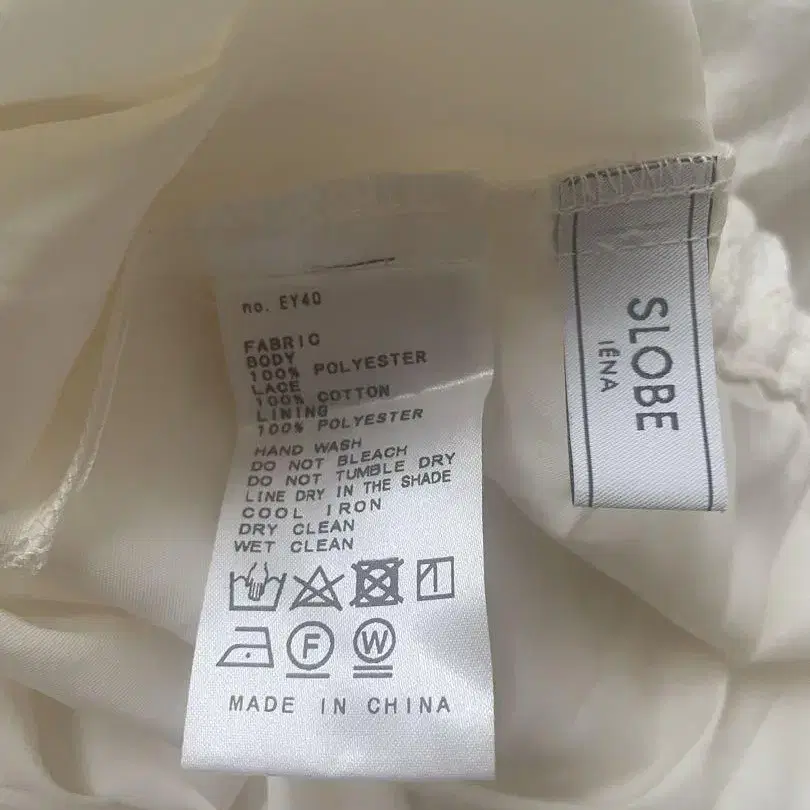 no. EY40
FABRIC
BODY
100% POLYESTER
LACE
100% COTTON
LINING
100% POLYESTER
HAND WASH
DO NOT BLEACH
DO NOT TUMBLE DRY
LINE DRY IN THE SHADE
COOL IRON
DRY CLEAN
WET CLEAN
F W
MADE IN CHINA
SLOBE
IÉNA